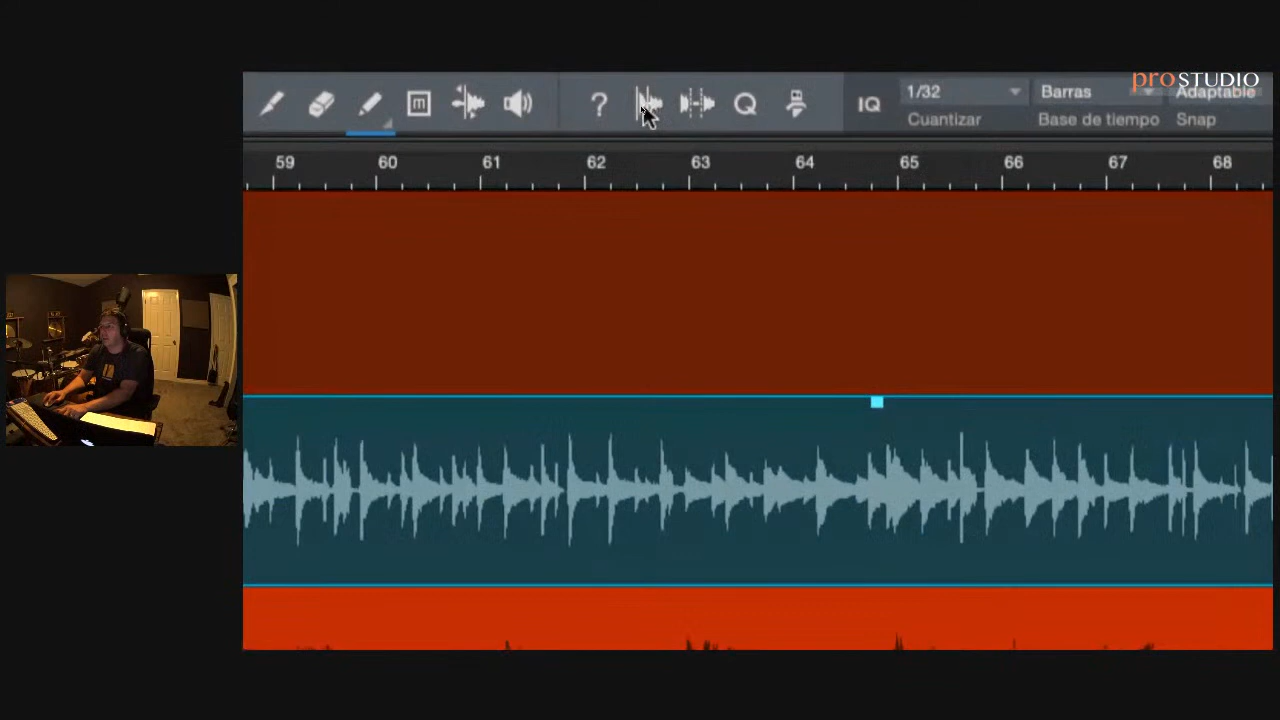 proSTUDIO
m ? Q IQ 1/32 Barras Adaptable
Cuantizar Base de tiempo Snap
59 60 61 62 63 64 65 66 67 68